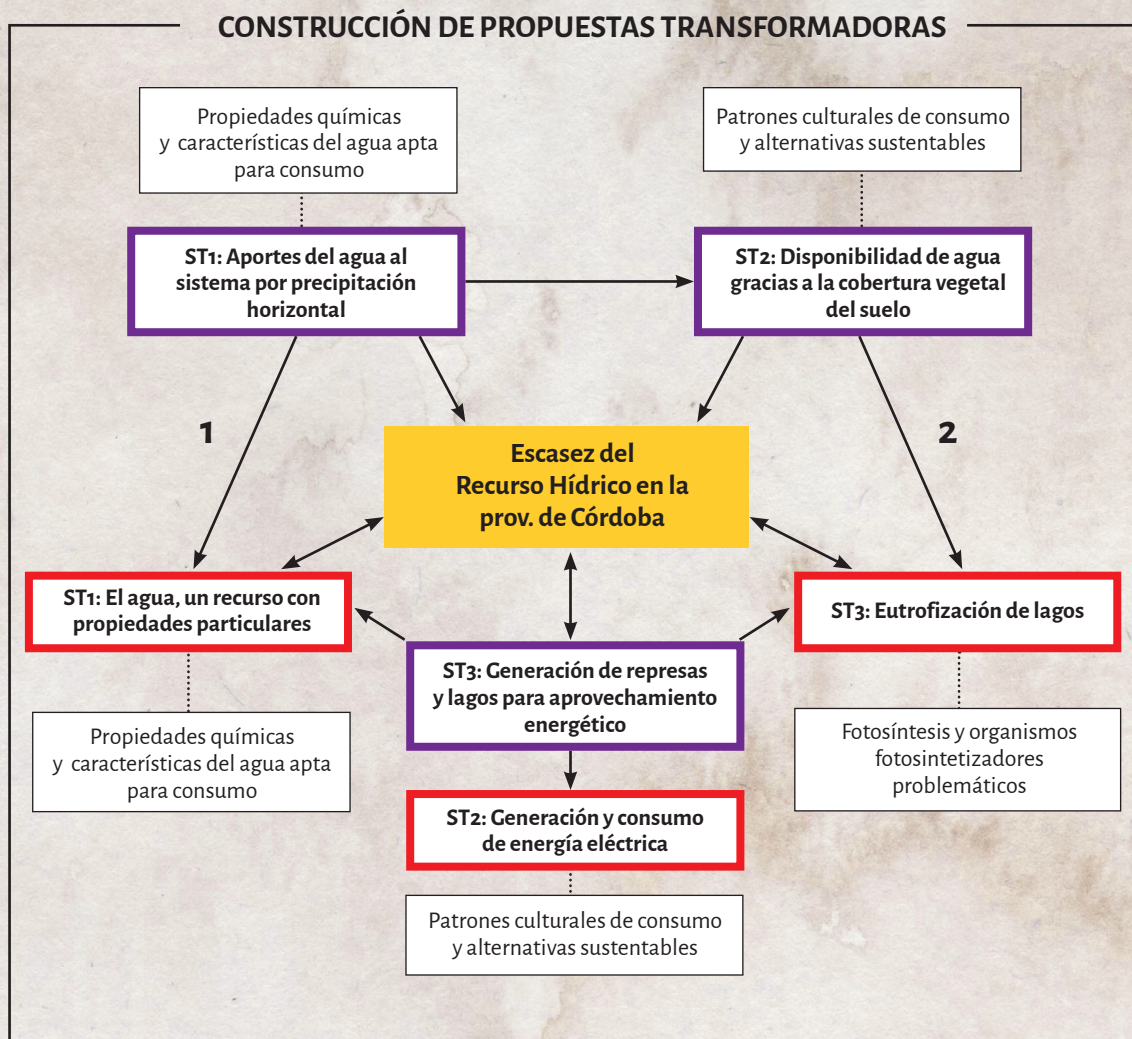 CONSTRUCCIÓN DE PROPUESTAS TRANSFORMADORAS
Propiedades químicas
y características del agua apta
para consumo
Patrones culturales de consumo
y alternativas sustentables
ST1: Aportes del agua al
sistema por precipitación
horizontal
ST2: Disponibilidad de agua
gracias a la cobertura vegetal
del suelo
1
2
Escasez del
Recurso Hídrico en la
prov. de Córdoba
ST1: El agua, un recurso con
propiedades particulares
ST3: Eutrofización de lagos
ST3: Generación de represas
y lagos para aprovechamiento
energético
Propiedades químicas
y características del agua apta
para consumo
Fotosíntesis y organismos
fotosintetizadores
problemáticos
ST2: Generación y consumo
de energía eléctrica
Patrones culturales de consumo
y alternativas sustentables